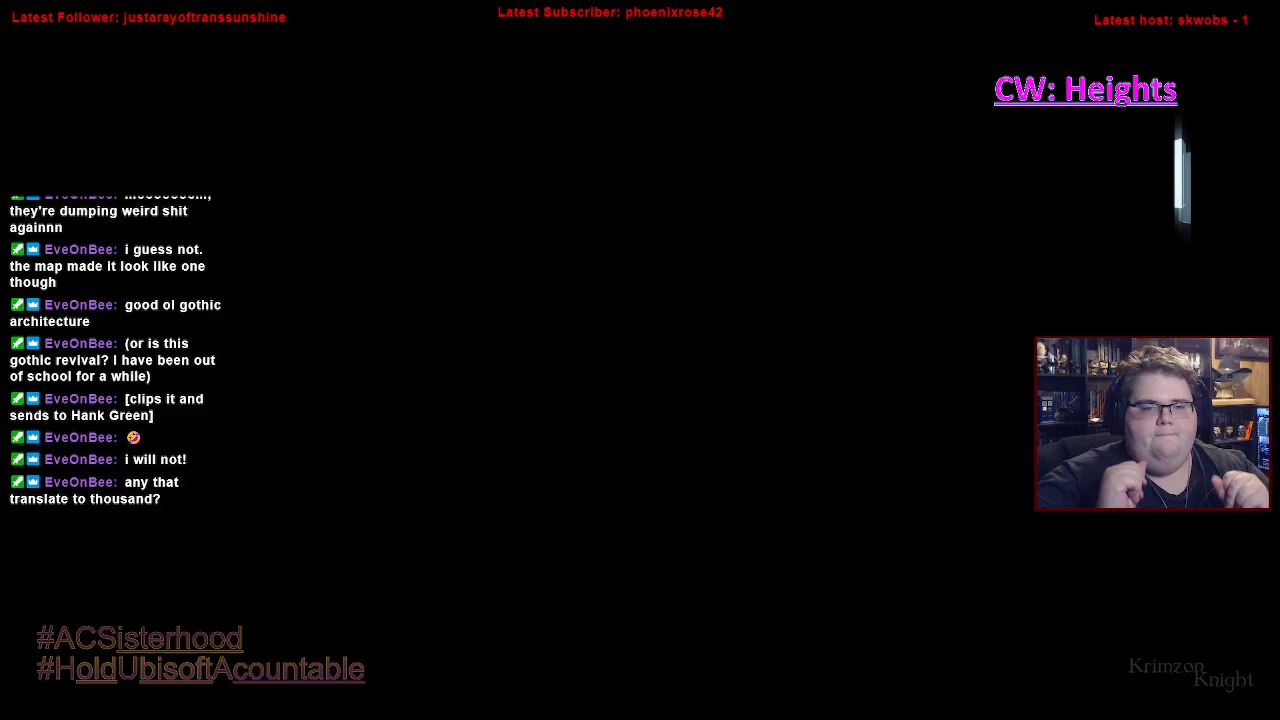 Latest Follower: justarayoftranssunshine
Latest Subscriber: phoenixrose42
Latest host: skwobs - 1
CW: Heights
EveOnBee:
they're dumping weird shit
againnn
EveOnBee: i guess not.
the map made it look like one
though
EveOnBee: good ol gothic
architecture
EveOnBee: (or is this
gothic revival? I have been out
of school for a while)
EveOnBee: [clips it and
sends to Hank Green]
EveOnBee: 🤣
EveOnBee: i will not!
EveOnBee: any that
translate to thousand?
#ACSisterhood
#HoldUbisoftAcountable
Krimzon
Knight